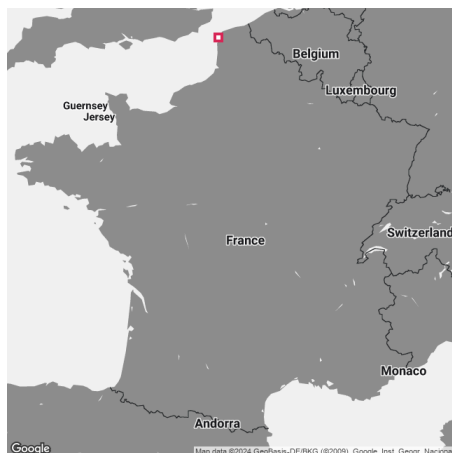 Belgium
Luxembourg
Guernsey
Jersey
Switzerland
France
Monaco
Andorra
Google
Map data ©2024 GeoBasis-DE/BKG (©2009), Google, Inst. Geogr. Naciona